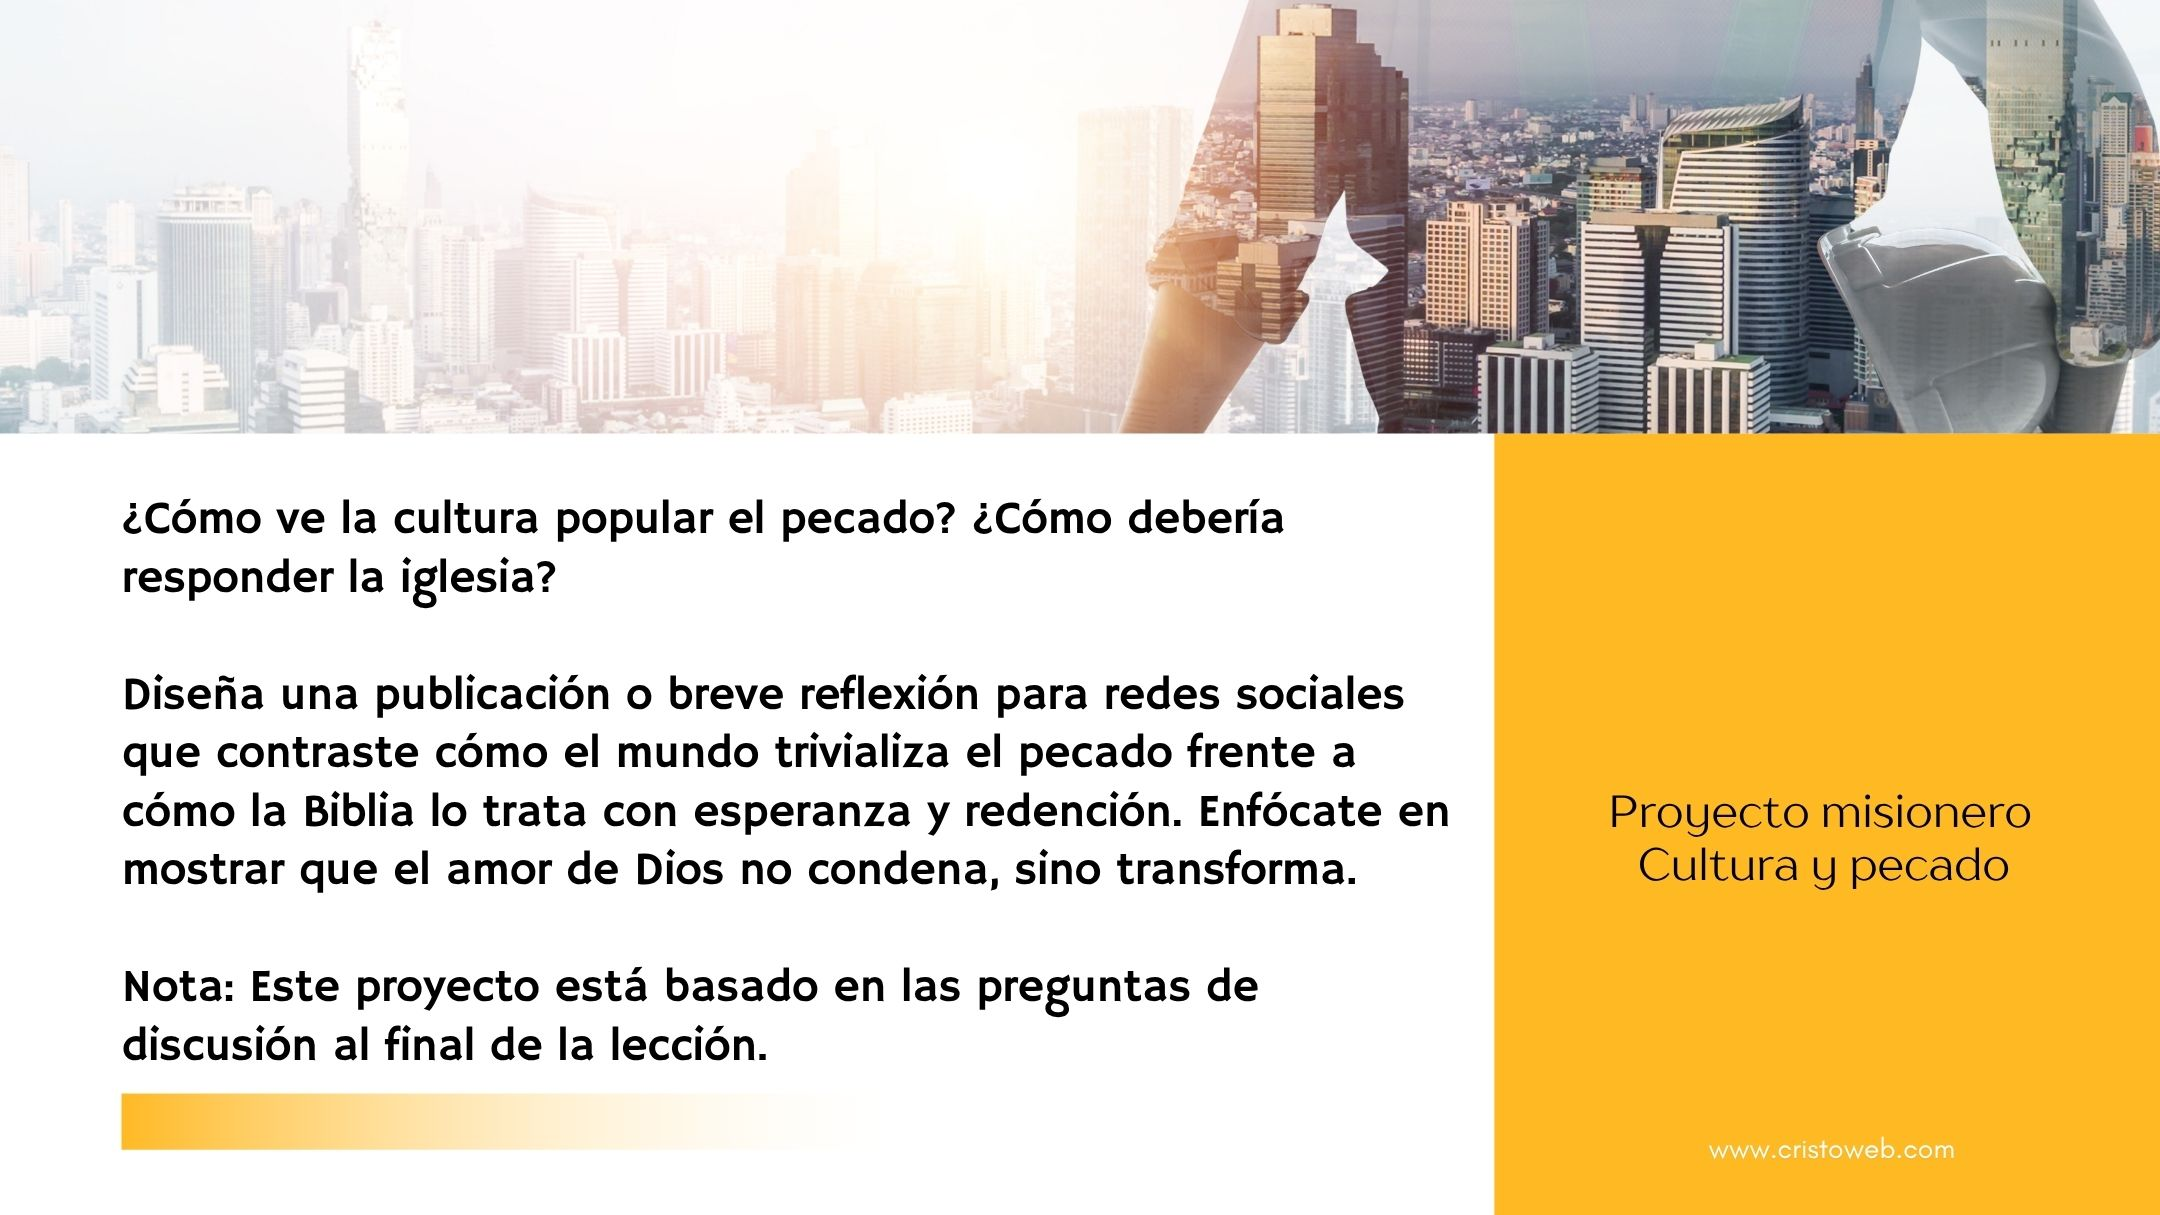 ¿Cómo ve la cultura popular el pecado? ¿Cómo debería
responder la iglesia?
Diseña una publicación o breve reflexión para redes sociales
que contraste cómo el mundo trivializa el pecado frente a
cómo la Biblia lo trata con esperanza y redención. Enfócate en
mostrar que el amor de Dios no condena, sino transforma.
Nota: Este proyecto está basado en las preguntas de
discusión al final de la lección.
Proyecto misionero
Cultura y pecado
www.cristoweb.com